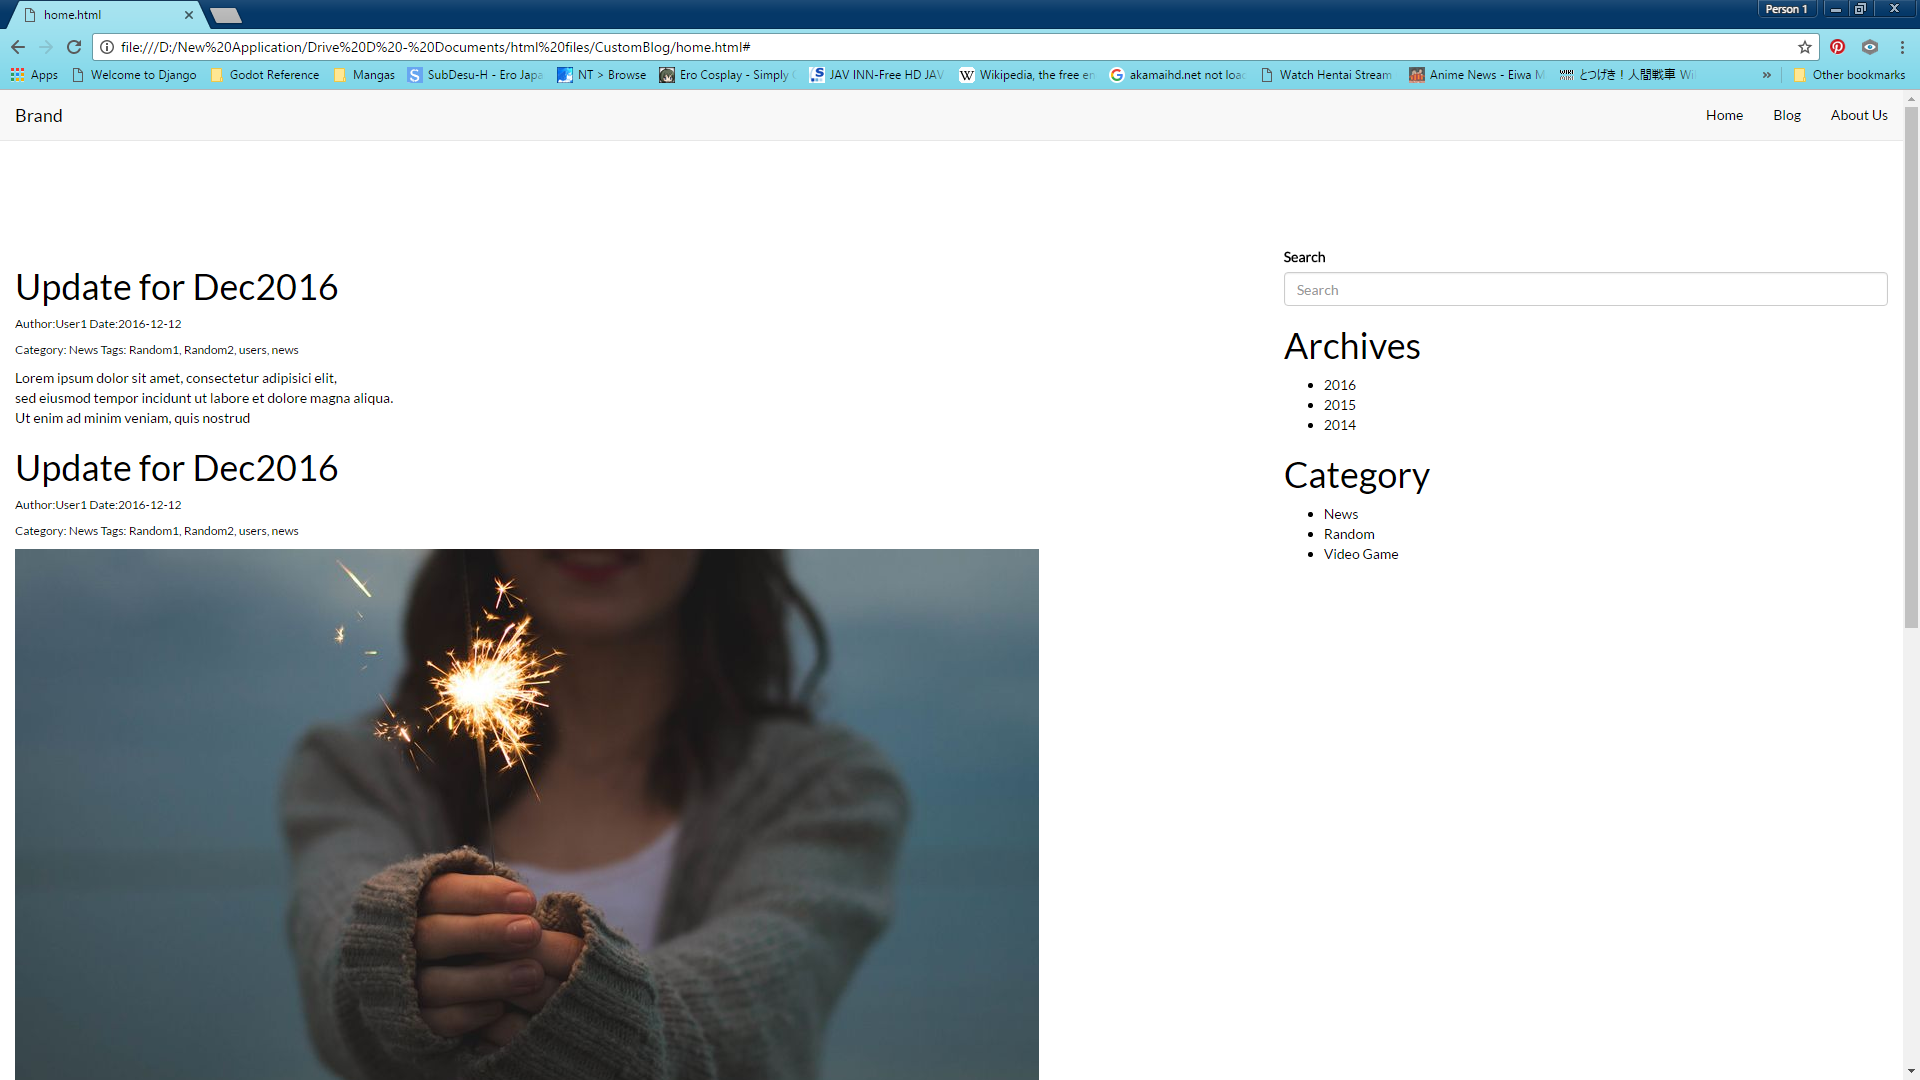 home.html
Person 1
file:///D:/New%20Application/Drive%20D%20-%20Documents/html%20files/CustomBlog/home.html#
Apps Welcome to Django Godot Reference Mangas SubDesu-H - Ero Japa NT > Browse Ero Cosplay - Simply JAV INN-Free HD JAV Wikipedia, the free en akamaihd.net not loa Watch Hentai Stream Anime News - Eiwa M とつげき！人間戦車 Wi » Other bookmarks
Brand
Home Blog About Us
Search
Search
Update for Dec2016
Author:User1 Date:2016-12-12
Category: News Tags: Random1, Random2, users, news
Lorem ipsum dolor sit amet, consectetur adipisici elit,
sed eiusmod tempor incidunt ut labore et dolore magna aliqua.
Ut enim ad minim veniam, quis nostrud
Update for Dec2016
Author:User1 Date:2016-12-12
Category: News Tags: Random1, Random2, users, news
Archives
2016
2015
2014
Category
News
Random
Video Game